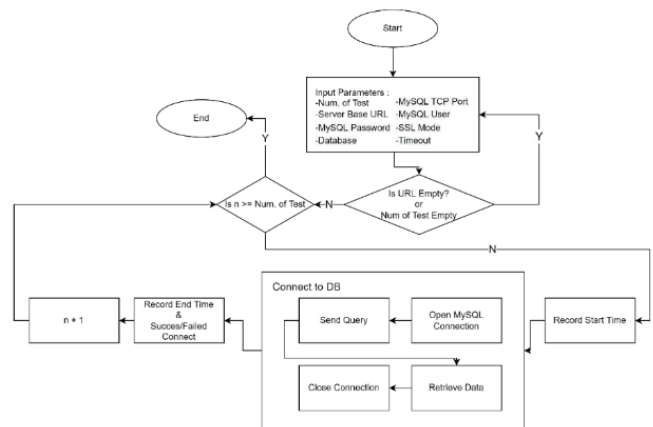 Start
Input Parameters :
-Num. of Test
-Server Base URL
-MySQL Password
-Database
-MySQL TCP Port
-MySQL User
-SSL Mode
-Timeout
End
Y
Y
Is URL Empty?
or
Num of Test Empty
N
Is n >= Num. of Test
N
Connect to DB
Send Query
Open MySQL
Connection
Close Connection
Retrieve Data
Record Start Time
Record End Time
&
Succes/Failed
Connect
n + 1